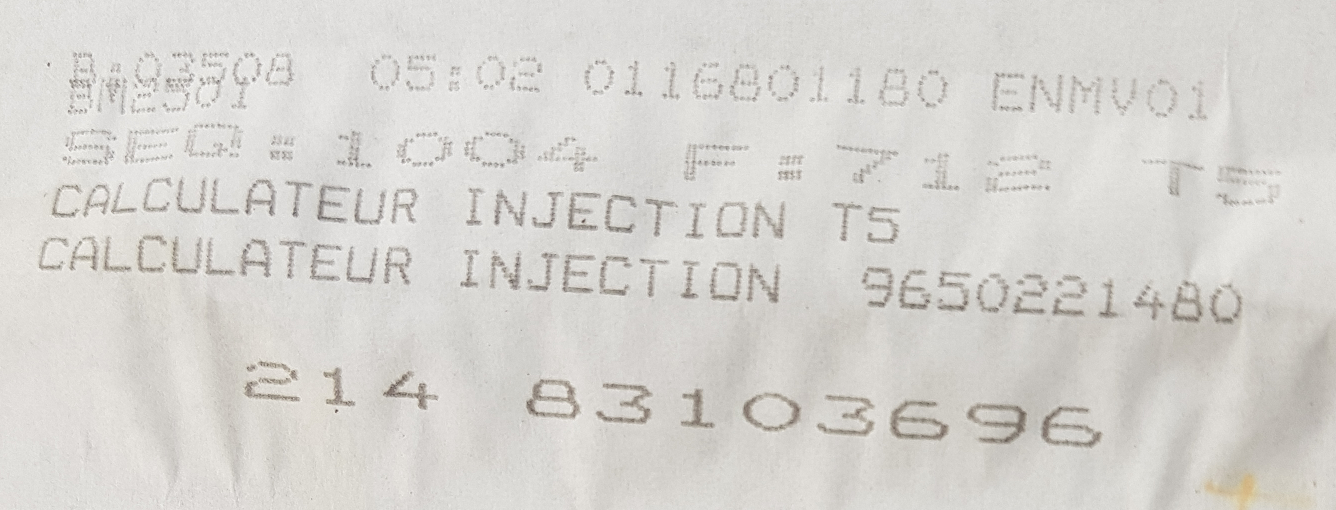 05:02 0116801180 ENMV01
SEQ:1004 F:712 T5
CALCULATEUR INJECTION T5
CALCULATEUR INJECTION 9650221480
214 83103696